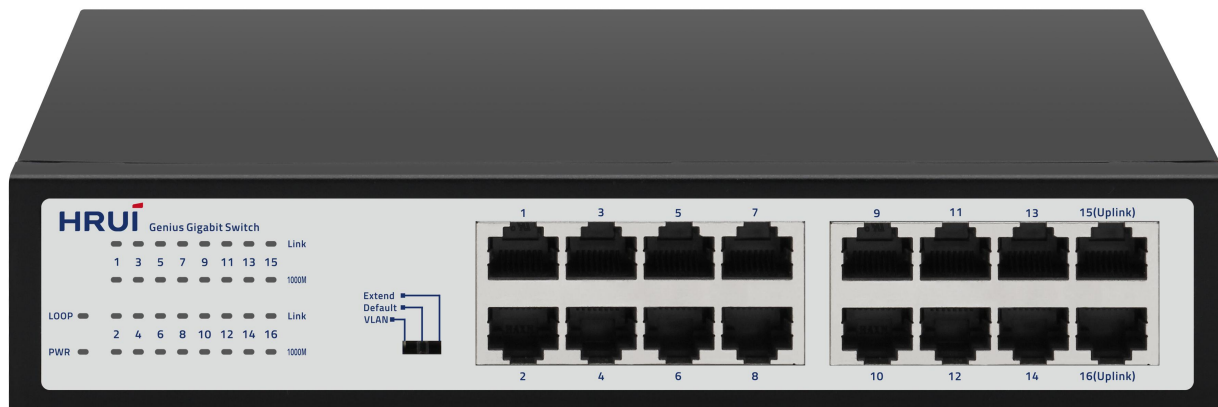 HRUI Genius Gigabit Switch
Link
1 3 5 7 9 11 13 15
1000M
LOOP Link
2 4 6 8 10 12 14 16
PWR 1000M
Extend
Default
VLAN
1 3 5 7
2 4 6 8
9 11 13 15(Uplink)
10 12 14 16(Uplink)